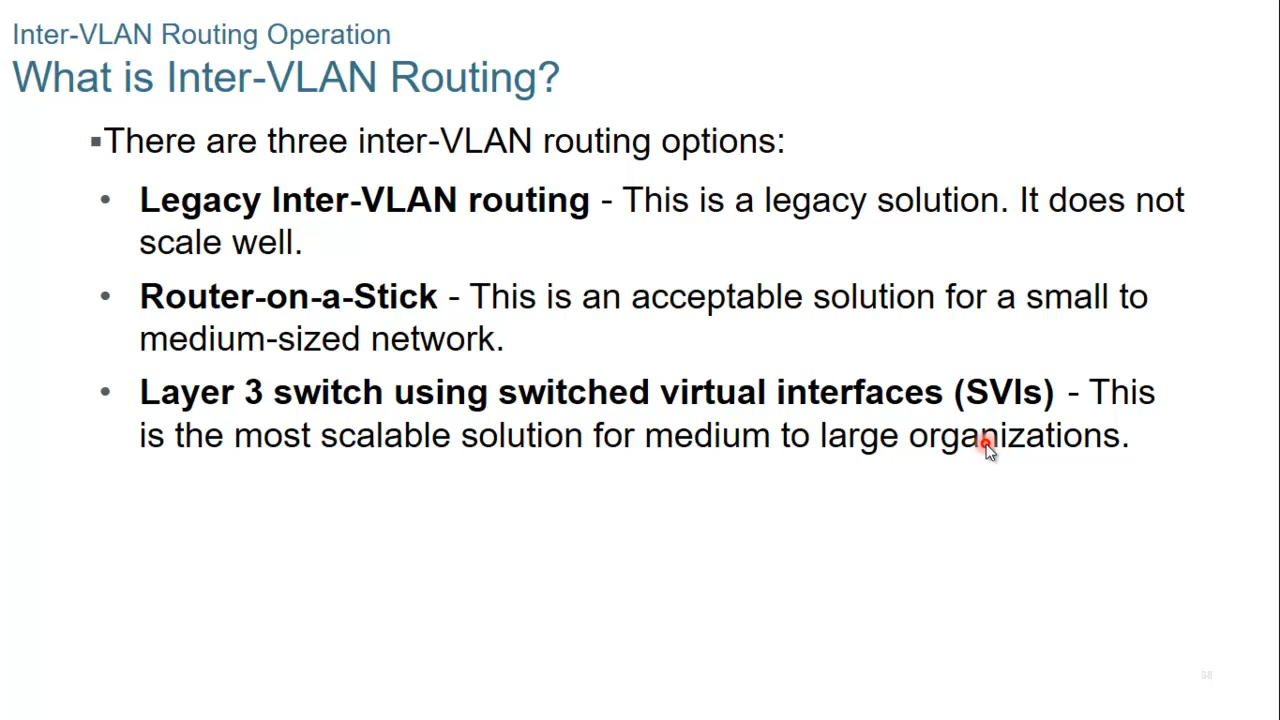 Inter-VLAN Routing Operation
What is Inter-VLAN Routing?
▪There are three inter-VLAN routing options:
• Legacy Inter-VLAN routing - This is a legacy solution. It does not
scale well.
• Router-on-a-Stick - This is an acceptable solution for a small to
medium-sized network.
• Layer 3 switch using switched virtual interfaces (SVIs) - This
is the most scalable solution for medium to large organizations.